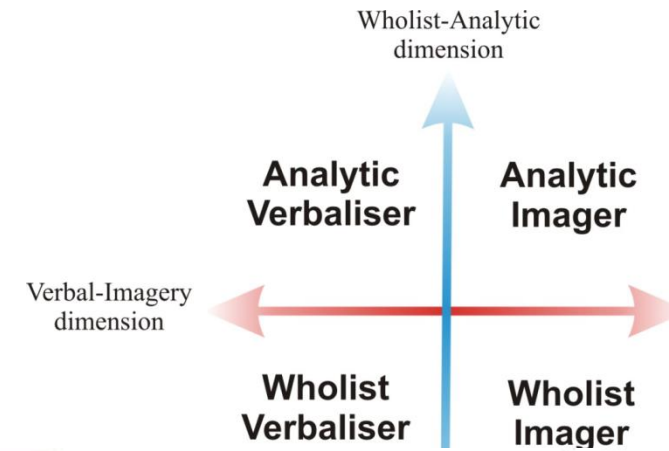 Wholist-Analytic
dimension
Analytic
Verbaliser
Analytic
Imager
Verbal-Imagery
dimension
Wholist
Verbaliser
Wholist
Imager